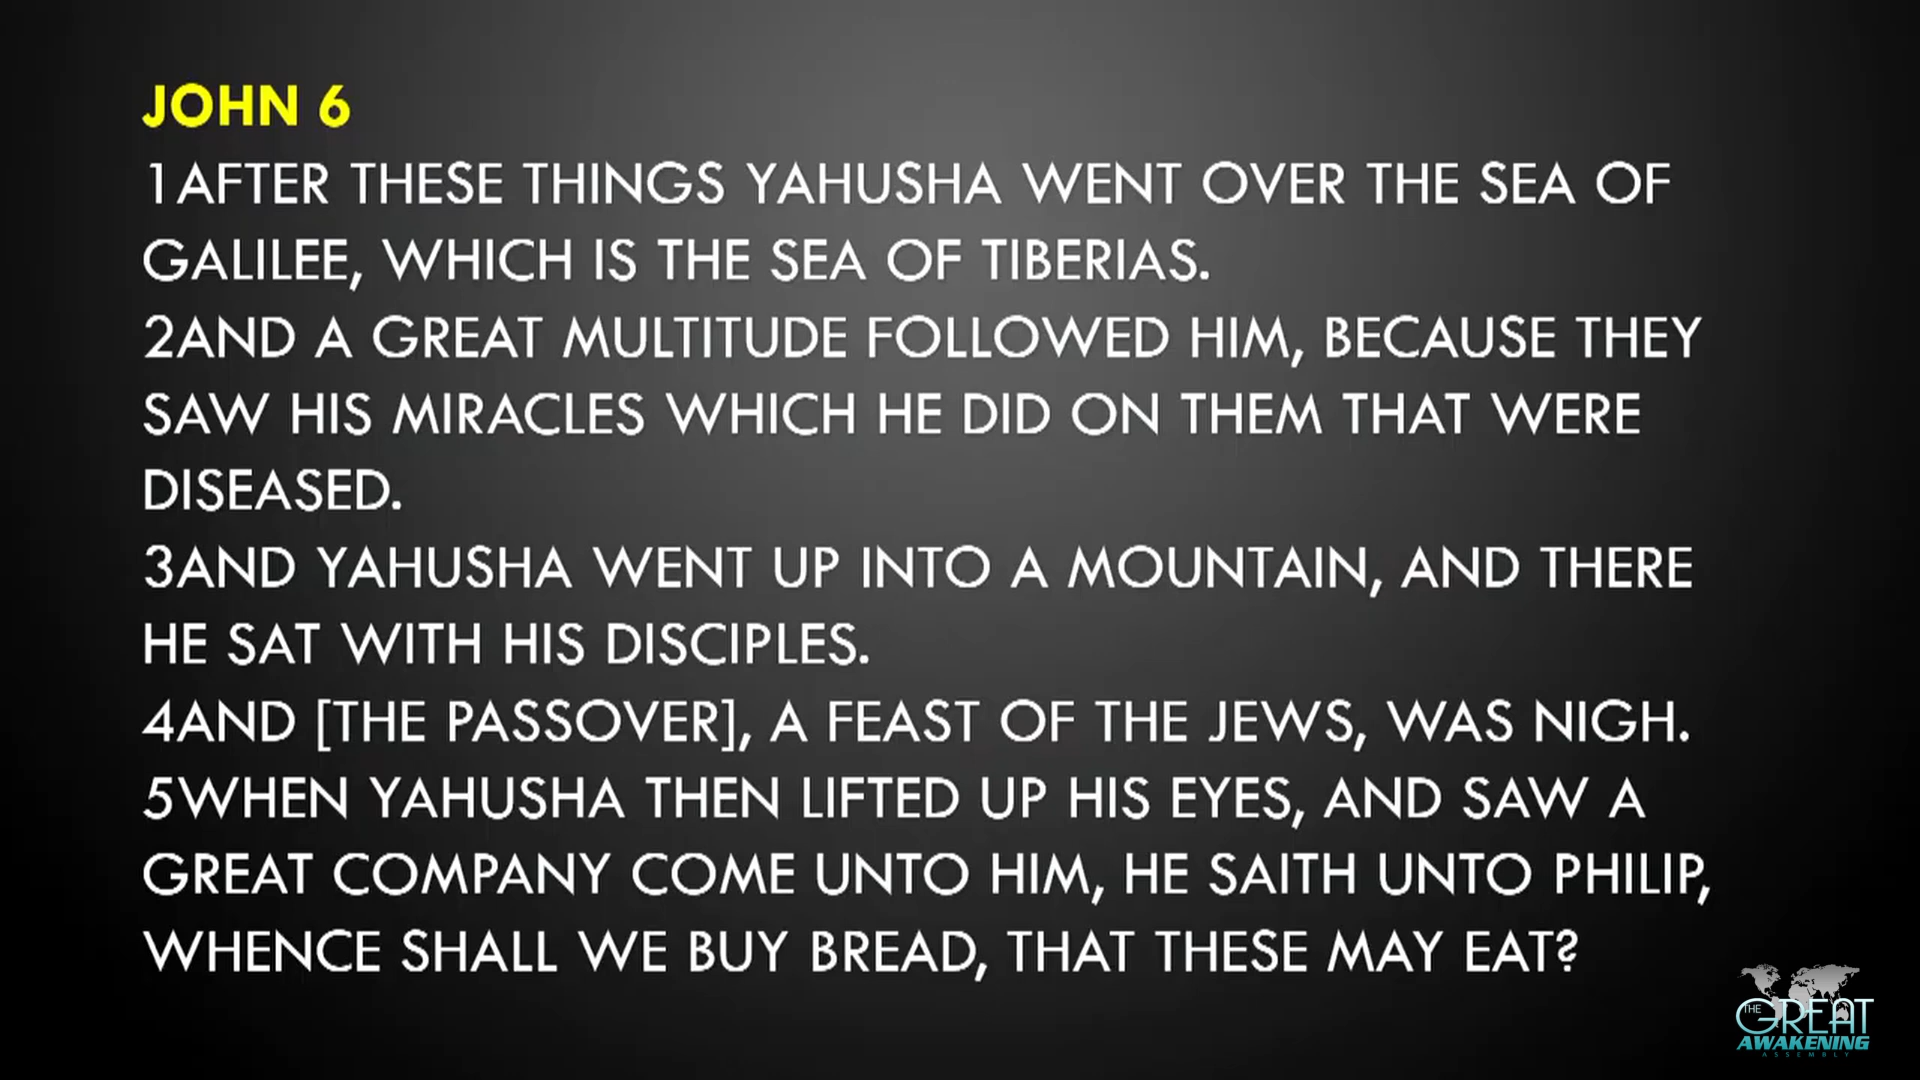 JOHN 6
1AFTER THESE THINGS YAHUSHA WENT OVER THE SEA OF
GALILEE, WHICH IS THE SEA OF TIBERIAS.
2AND A GREAT MULTITUDE FOLLOWED HIM, BECAUSE THEY
SAW HIS MIRACLES WHICH HE DID ON THEM THAT WERE
DISEASED.
3AND YAHUSHA WENT UP INTO A MOUNTAIN, AND THERE
HE SAT WITH HIS DISCIPLES.
4AND [THE PASSOVER], A FEAST OF THE JEWS, WAS NIGH.
5WHEN YAHUSHA THEN LIFTED UP HIS EYES, AND SAW A
GREAT COMPANY COME UNTO HIM, HE SAITH UNTO PHILIP,
WHENCE SHALL WE BUY BREAD, THAT THESE MAY EAT?
THE GREAT
AWAKENING
ASSEMBLY